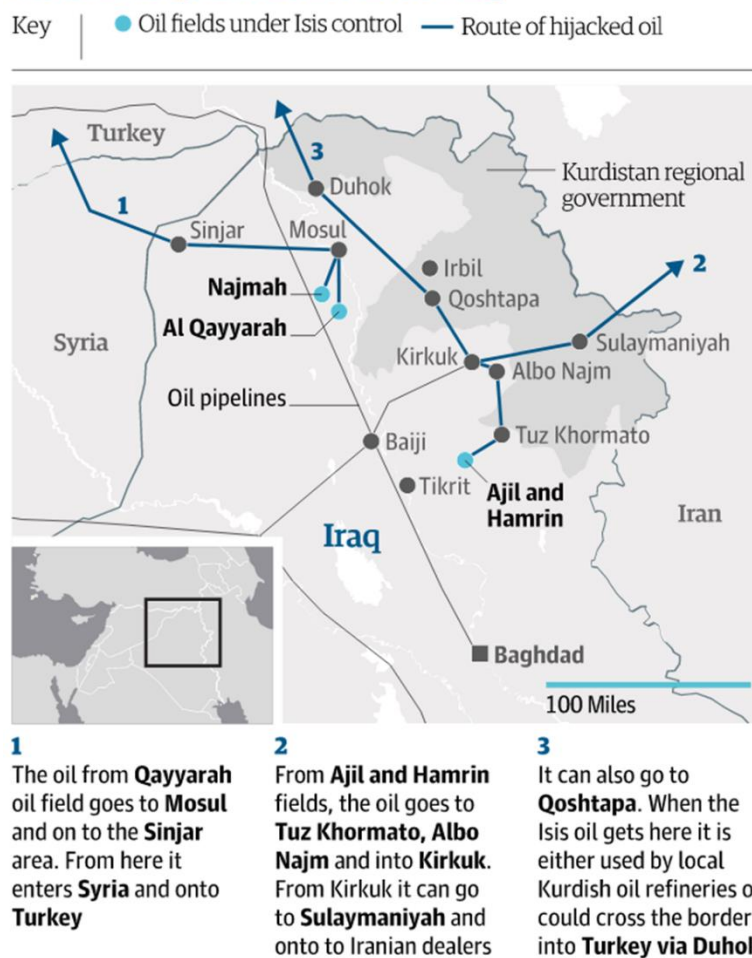 Key
Oil fields under Isis control
Route of hijacked oil
Turkey
3
Duhok
Kurdistan regional
government
1
Sinjar
Mosul
Irbil
2
Najmah
Qoshtapa
Al Qayyarah
Syria
Kirkuk
Sulaymaniyah
Albo Najm
Oil pipelines
Baiji
Tuz Khormato
Tikrit
Ajil and
Hamrin
Iran
Iraq
Baghdad
100 Miles
1
The oil from Qayyarah
oil field goes to Mosul
and on to the Sinjar
area. From here it
enters Syria and onto
Turkey
2
From Ajil and Hamrin
fields, the oil goes to
Tuz Khormato, Albo
Najm and into Kirkuk.
From Kirkuk it can go
to Sulaymaniyah and
onto to Iranian dealers
3
It can also go to
Qoshtapa. When the
Isis oil gets here it is
either used by local
Kurdish oil refineries o
could cross the border
into Turkey via Duhok